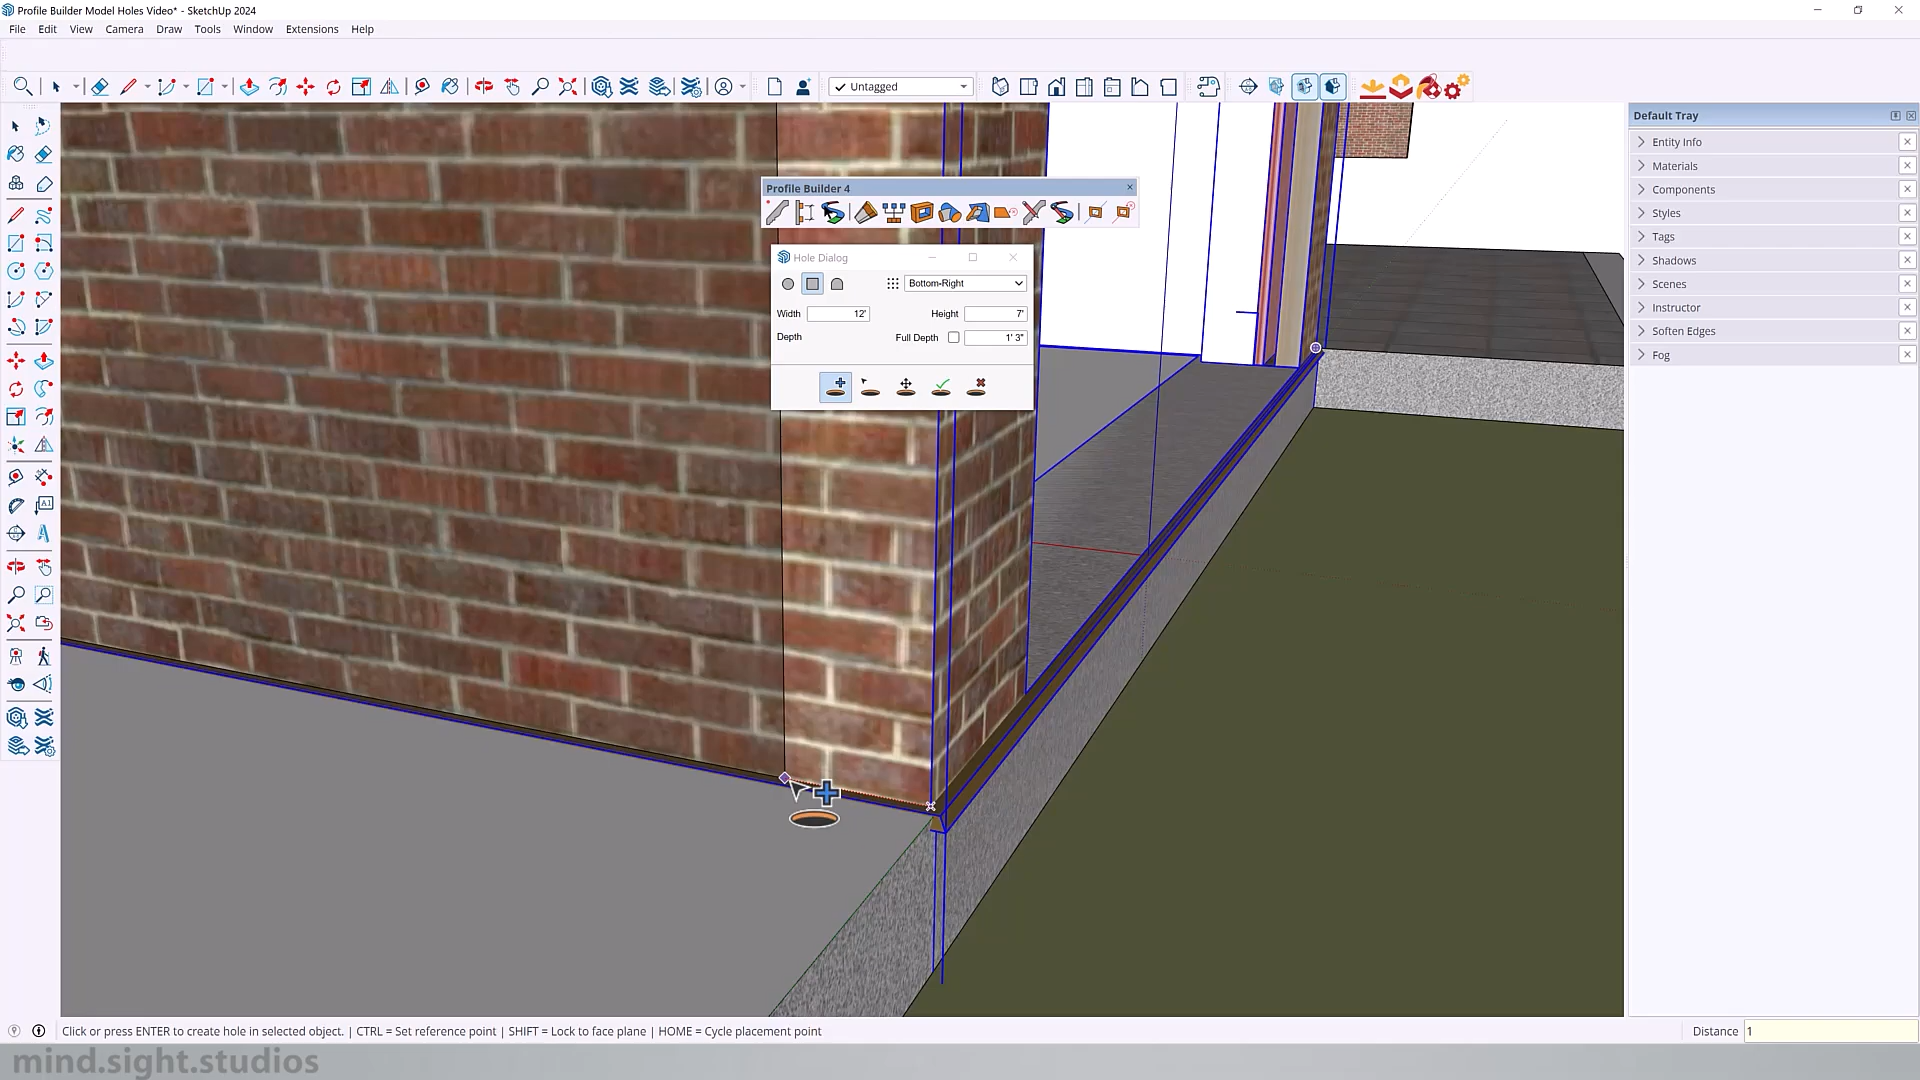 Profile Builder Model Holes Video* - SketchUp 2024
File Edit View Camera Draw Tools Window Extensions Help
Untagged
Default Tray
Entity Info
Materials
Components
Styles
Tags
Shadows
Scenes
Instructor
Soften Edges
Fog
Profile Builder 4
Hole Dialog
Bottom-Right
Width 12' Height 7'
Depth Full Depth 1' 3"
Click or press ENTER to create hole in selected object. | CTRL = Set reference point | SHIFT = Lock to face plane | HOME = Cycle placement point
Distance 1
mind.sight.studios